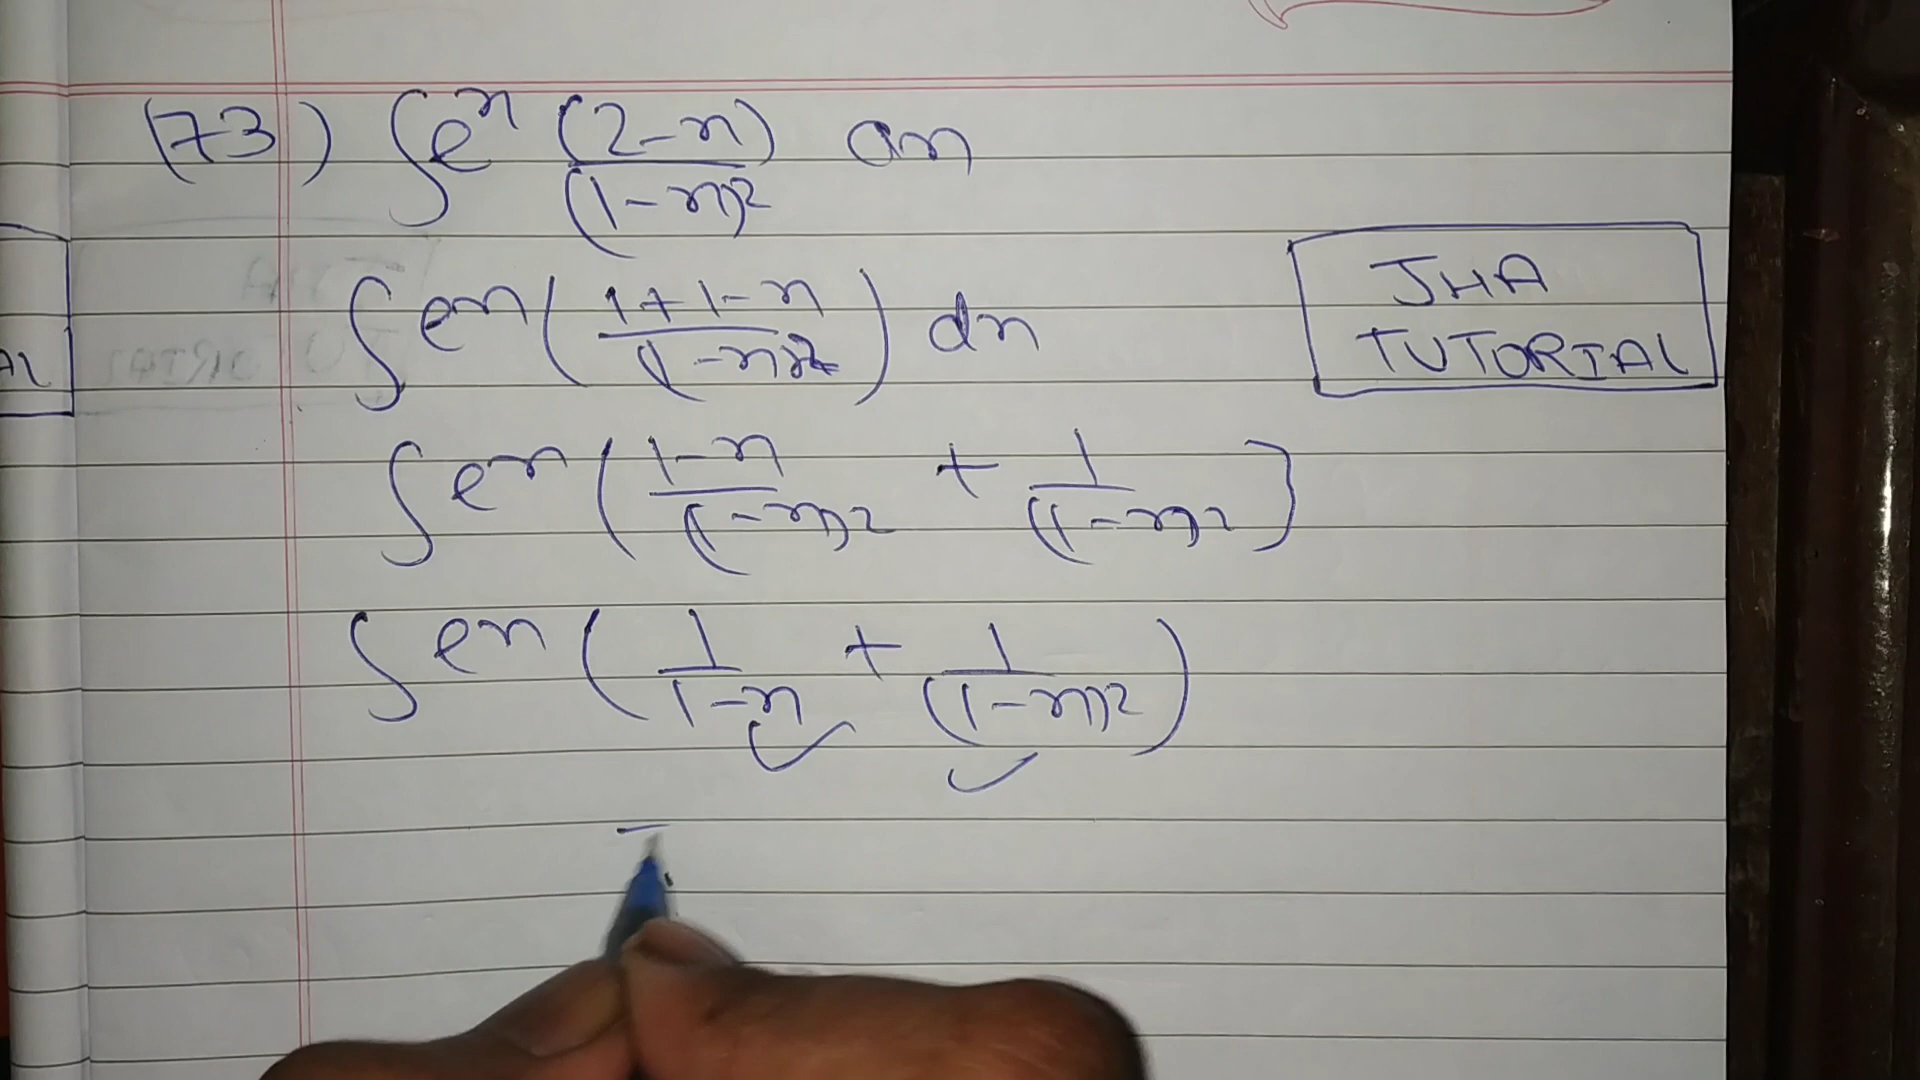 (73) ∫e^x (2-x)/(1-x)² dx
∫ex(1+1-x/(1-x)²) dx
JHA
TUTORIAL
AL
∫ex(1-x/(1-x)² + 1/(1-x)²)
∫ex(1/1-x + 1/(1-x)²)